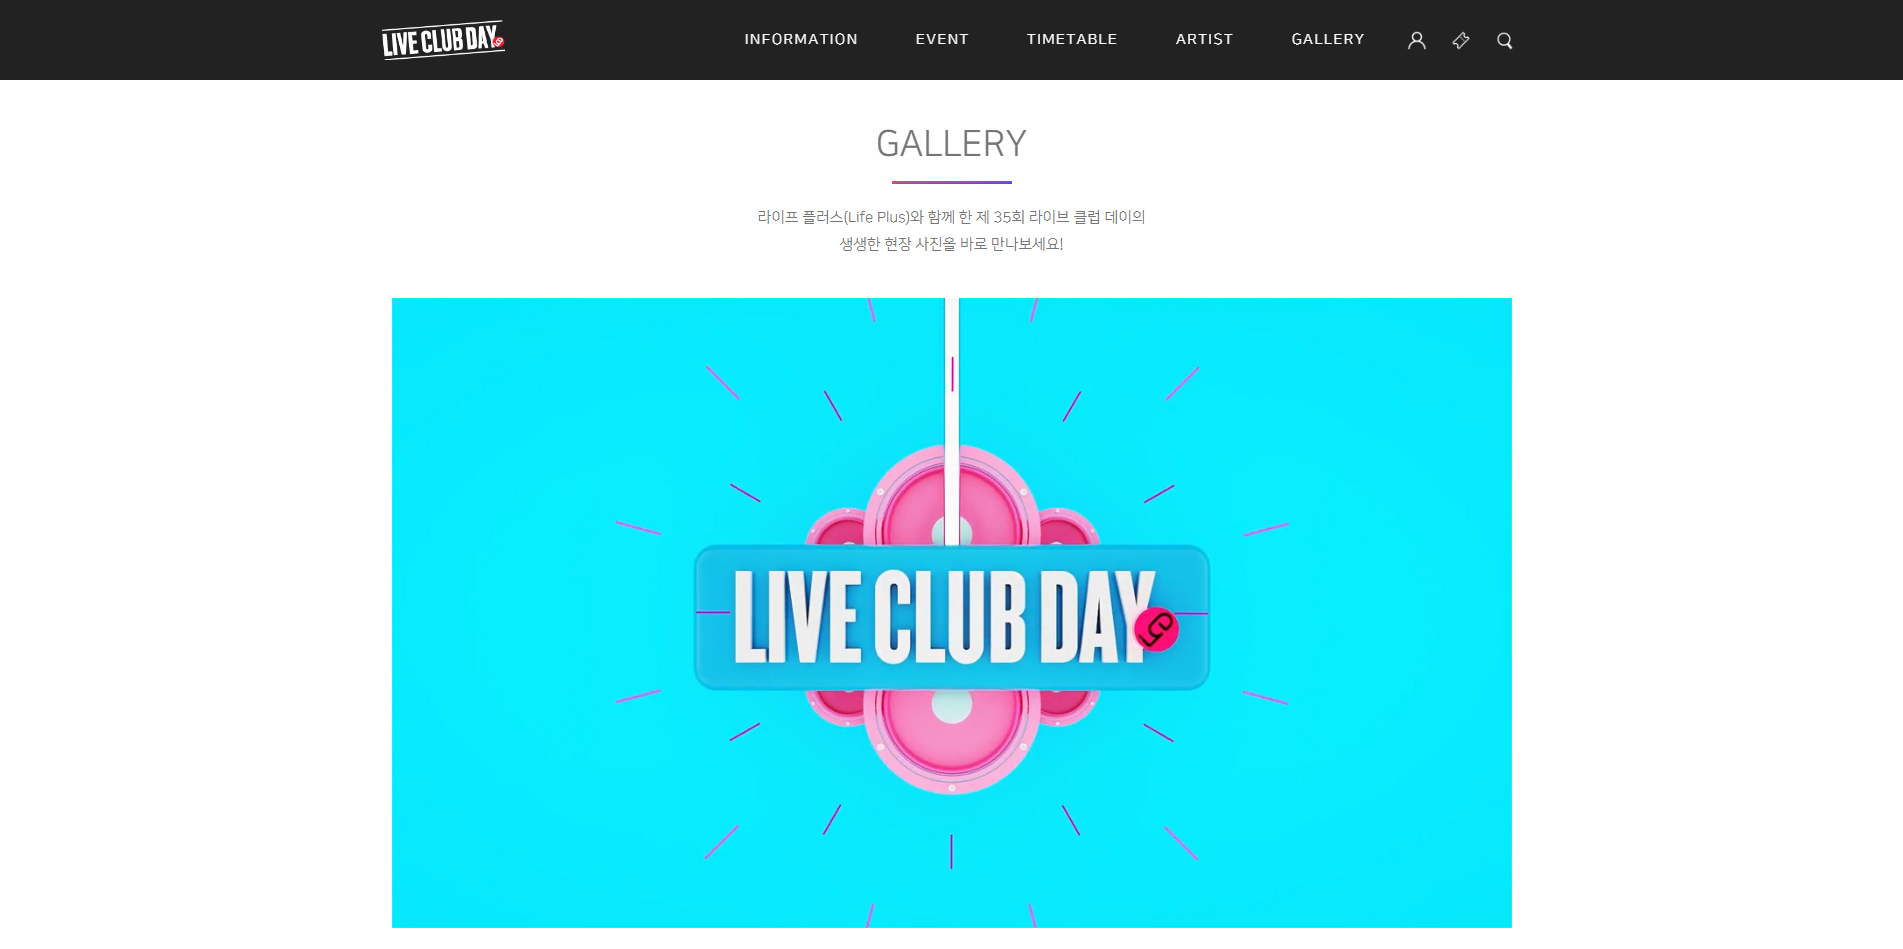 LIVE CLUB DAY
INFORMATION
EVENT
TIMETABLE
ARTIST
GALLERY
GALLERY
라이프 플러스(Life Plus)와 함께 한 제 35회 라이브 클럽 데이의
생생한 현장 사진을 바로 만나보세요!
LIVE CLUB DAY
LCD